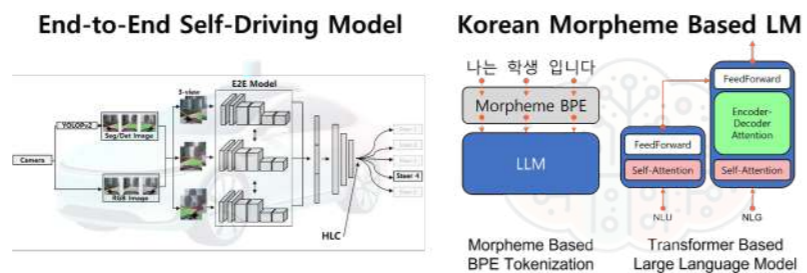 End-to-End Self-Driving Model
Camera
YOLOPv2
Seg/Det Image
RGB Image
3-view
E2E Model
HLC
Steer 4
Korean Morpheme Based LM
나는 학생 입니다
Morpheme BPE
LLM
Morpheme Based
BPE Tokenization
FeedForward
Self-Attention
NLU
FeedForward
Encoder-
Decoder
Attention
Self-Attention
NLG
Transformer Based
Large Language Model